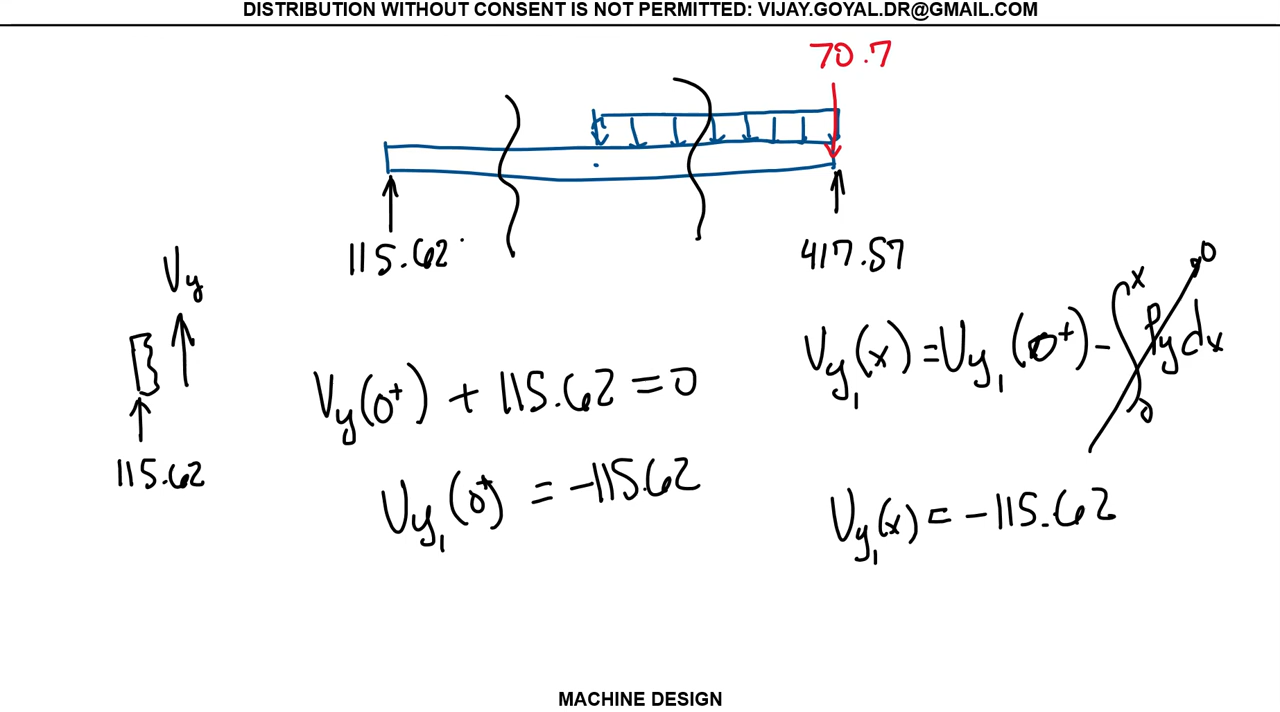 DISTRIBUTION WITHOUT CONSENT IS NOT PERMITTED: VIJAY.GOYAL.DR@GMAIL.COM
70.7
115.62
417.57
Vy
115.62
Vy(0⁺) + 115.62 = 0
Vy₁(0⁺) = -115.62
Vy₁(x) = Vy₁(0⁺) - ∫₀ˣ Py dx 0
Vy₁(x) = -115.62
MACHINE DESIGN